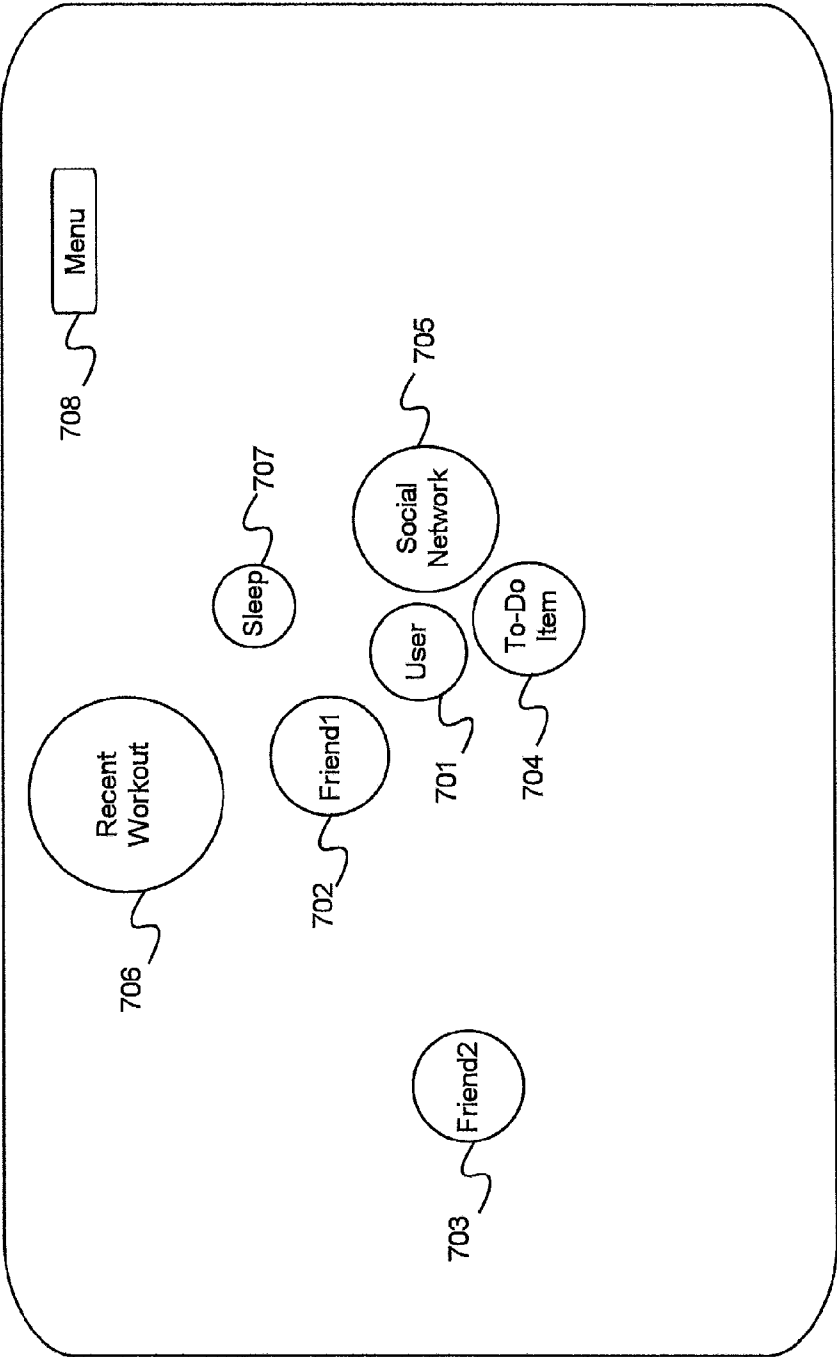 708
Menu
Recent
Workout
706
Sleep
707
Friend1
702
Social
Network
705
User
701
Friend2
703
To-Do
Item
704